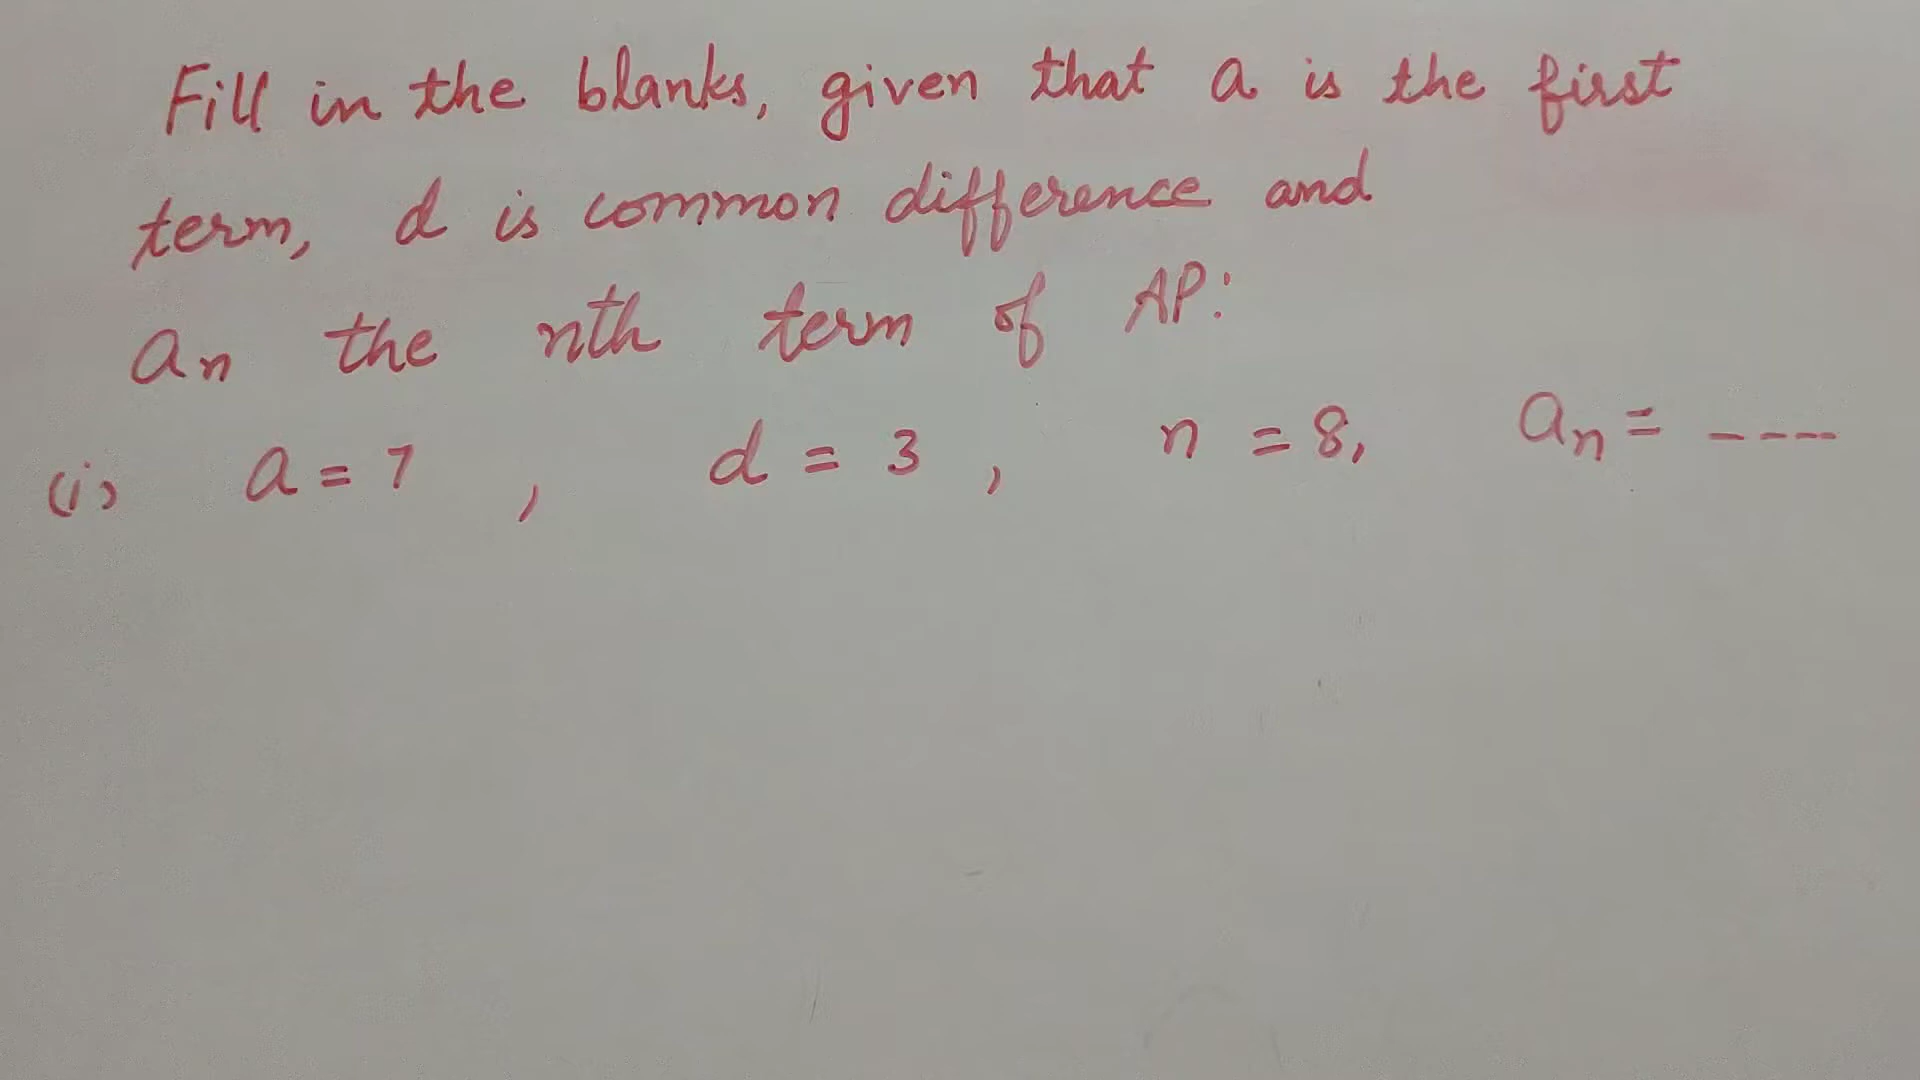 Fill in the blanks, given that a is the first
term, d is common difference and
an the nth term of AP:
(i) a = 7 , d = 3 , n = 8, an = ----